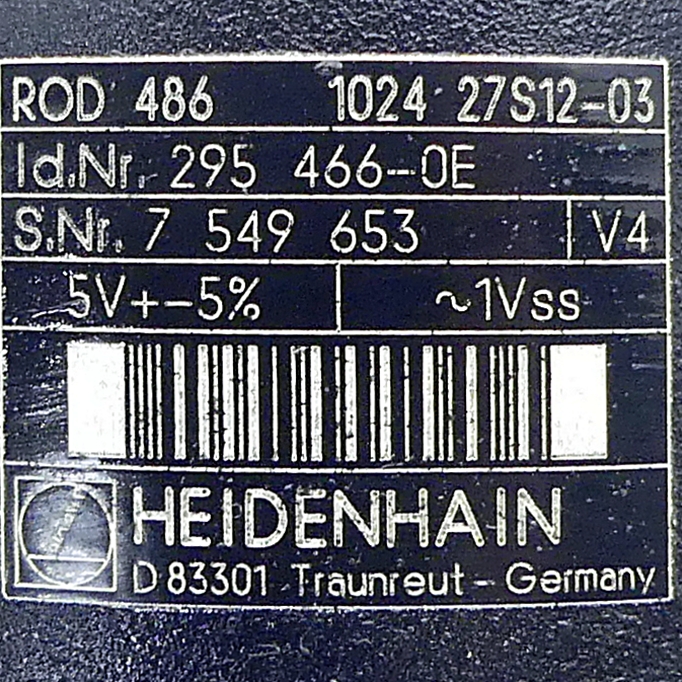 ROD 486 1024 27S12-03
Id.Nr. 295 466-0E
S.Nr. 7 549 653 V4
5V+-5% ~1Vss
HEIDENHAIN
D 83301 Traunreut - Germany